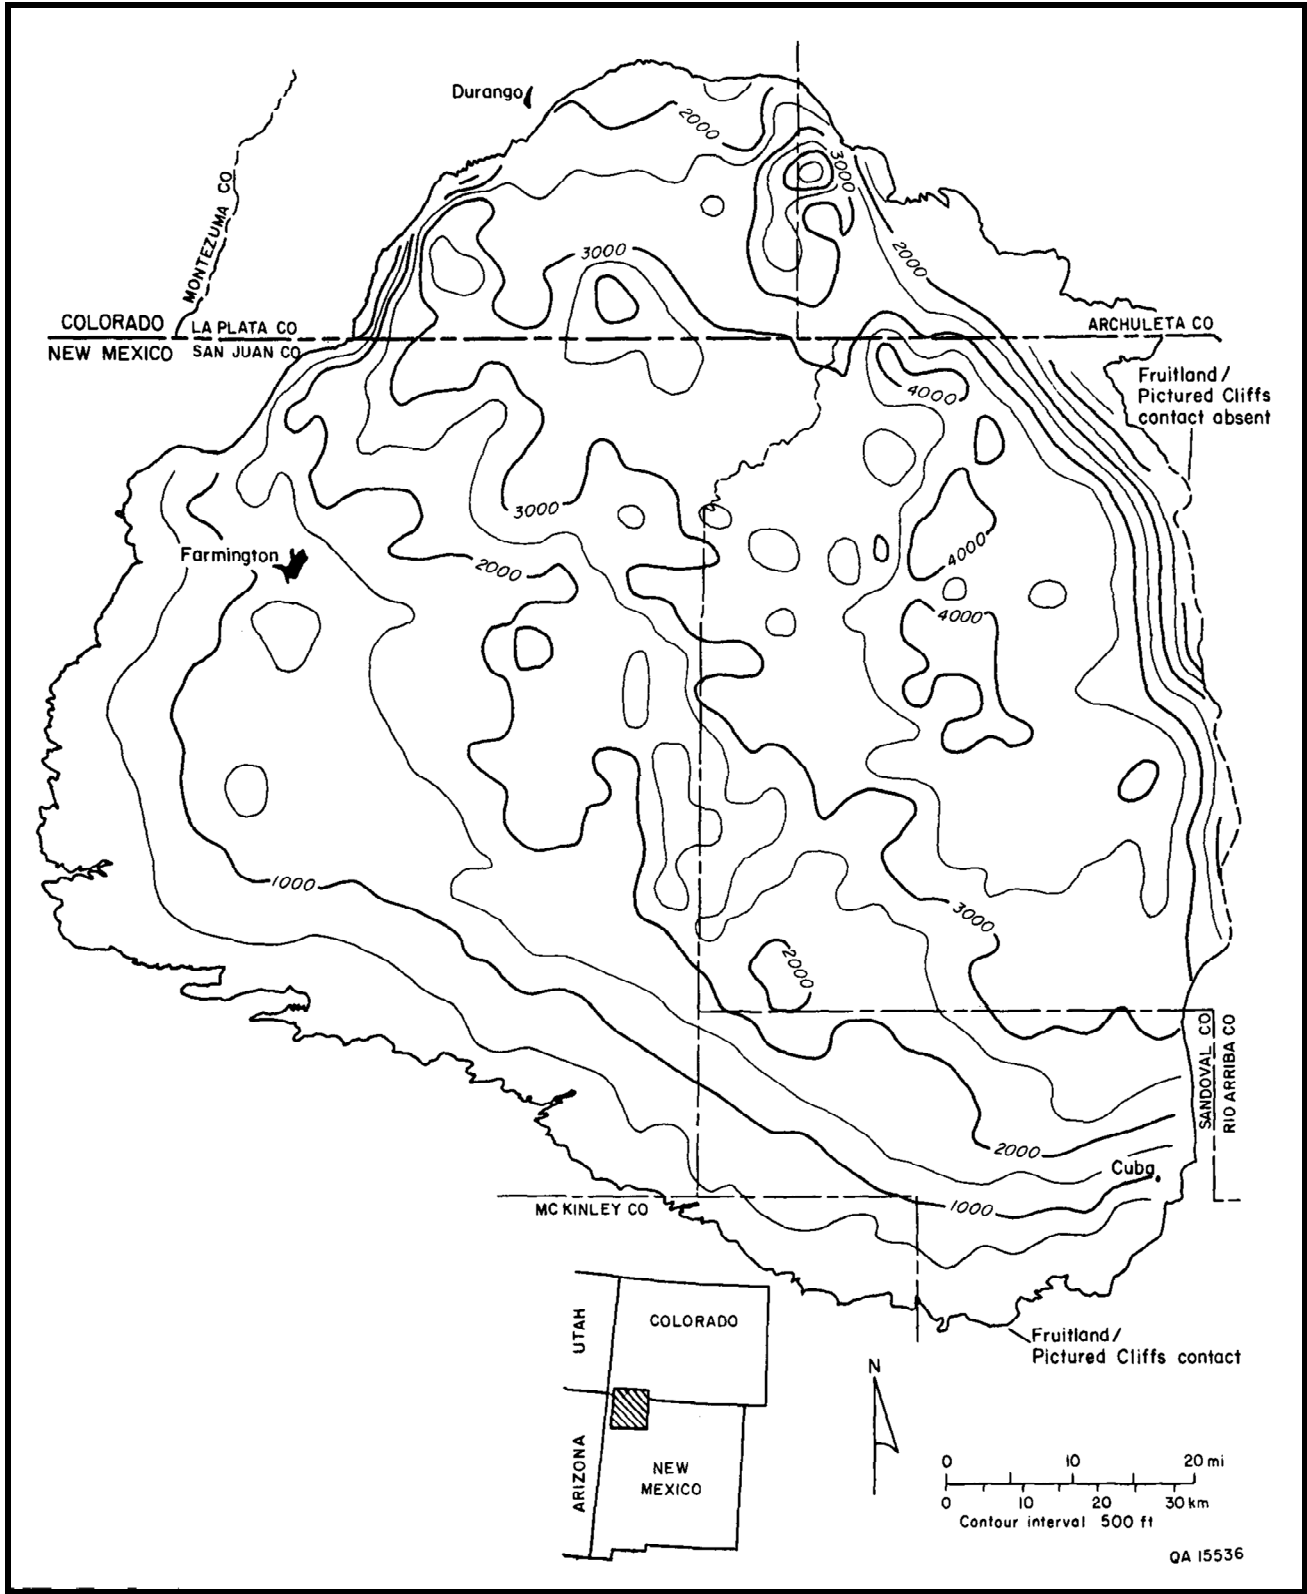 Durango
2000
3000
MONTEZUMA CO
2000
3000
COLORADO
LA PLATA CO
ARCHULETA CO
NEW MEXICO
SAN JUAN CO
Fruitland/
Pictured Cliffs
contact absent
4000
3000
Farmington
2000
4000
4000
1000
3000
2000
SANDOVAL CO
RIO ARRIBA CO
2000
Cuba
MC KINLEY CO
1000
Fruitland/
Pictured Cliffs contact
UTAH
COLORADO
ARIZONA
NEW
MEXICO
N
0 10 20 mi
0 10 20 30 km
Contour interval 500 ft
QA 15536